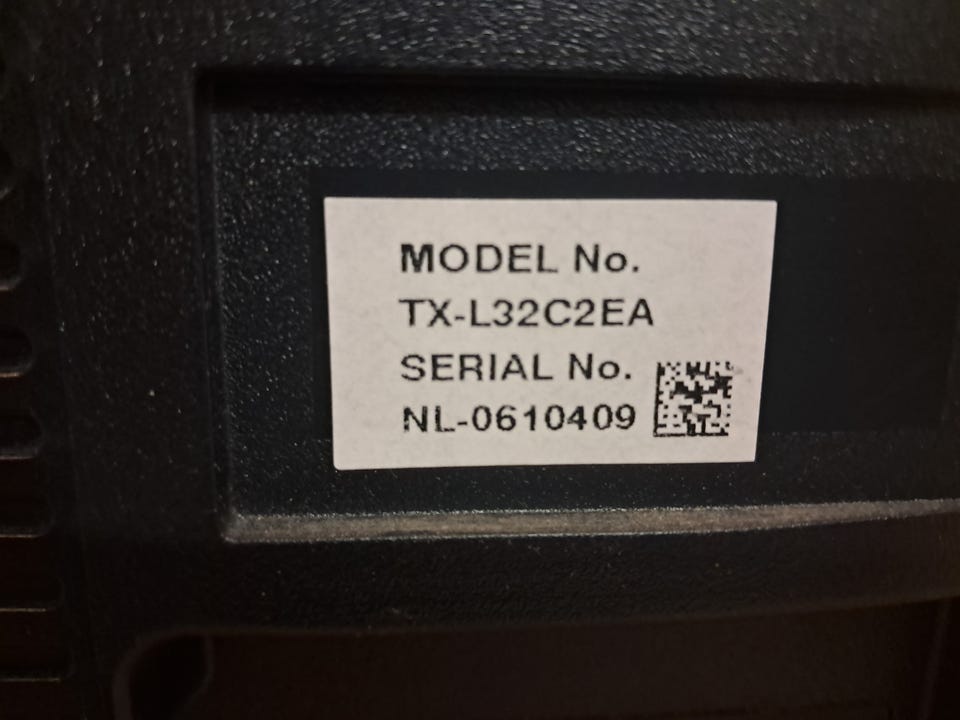 MODEL No.
TX-L32C2EA
SERIAL No.
NL-0610409